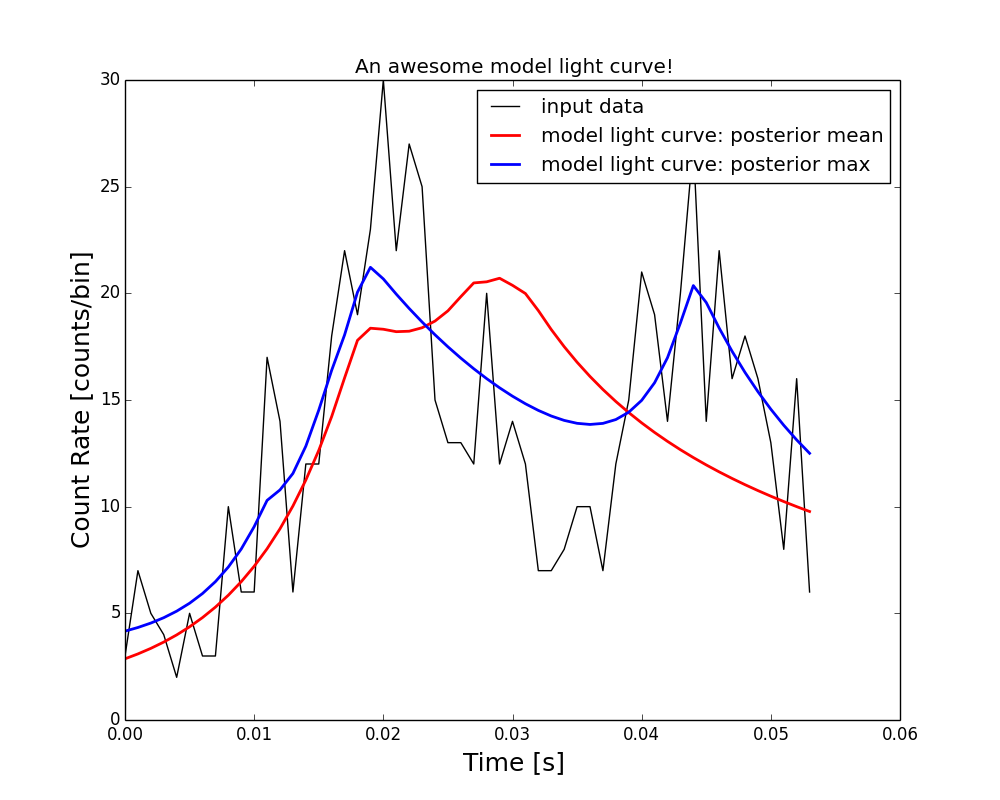 An awesome model light curve!
30
25
20
15
10
5
0
Count Rate [counts/bin]
input data
model light curve: posterior mean
model light curve: posterior max
0.00 0.01 0.02 0.03 0.04 0.05 0.06
Time [s]